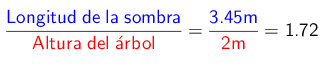 Longitud de la sombra / Altura del árbol = 3.45m / 2m = 1.72